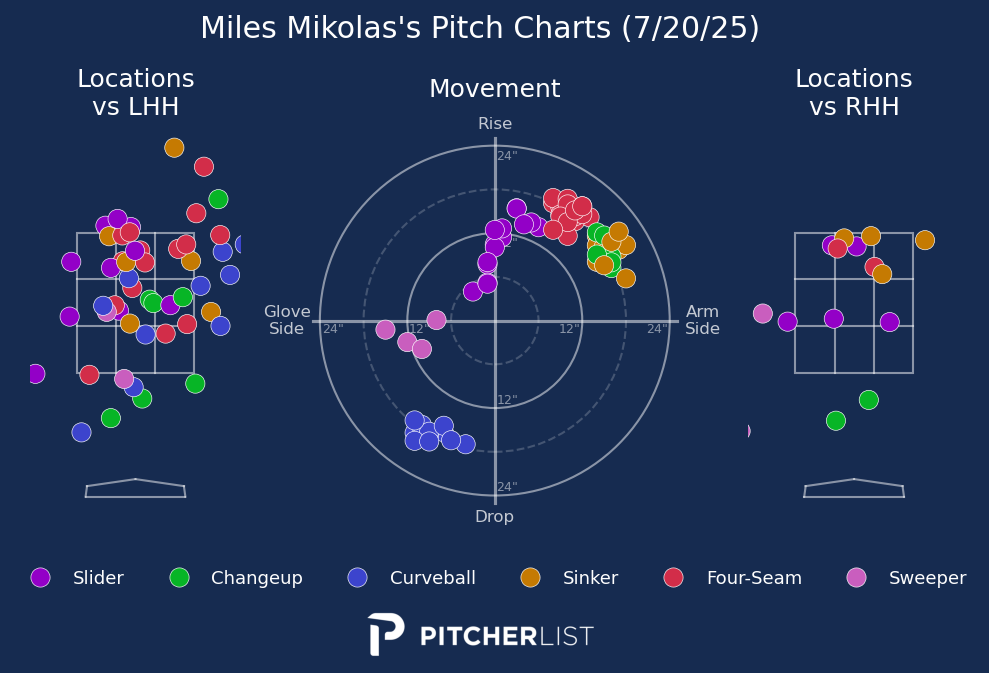 Miles Mikolas's Pitch Charts (7/20/25)
Locations
vs LHH
Movement
Locations
vs RHH
Rise
24"
Glove
Side
24"
12"
12"
24"
Arm
Side
12"
24"
Drop
Slider
Changeup
Curveball
Sinker
Four-Seam
Sweeper
PITCHERLIST